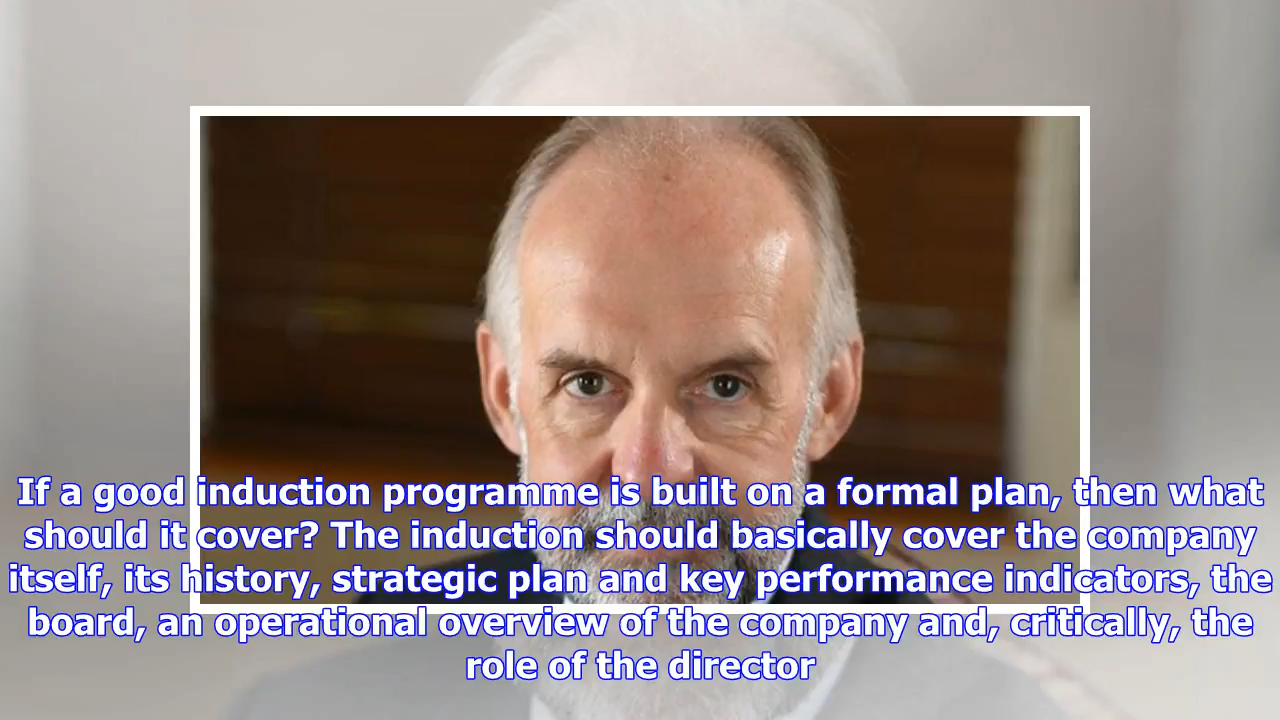 If a good induction programme is built on a formal plan, then what
should it cover? The induction should basically cover the company
itself, its history, strategic plan and key performance indicators, the
board, an operational overview of the company and, critically, the
role of the director